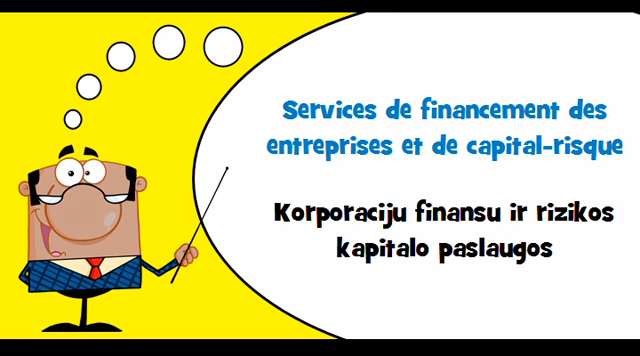 Services de financement des
entreprises et de capital-risque
Korporaciju finansu ir rizikos
kapitalo paslaugos